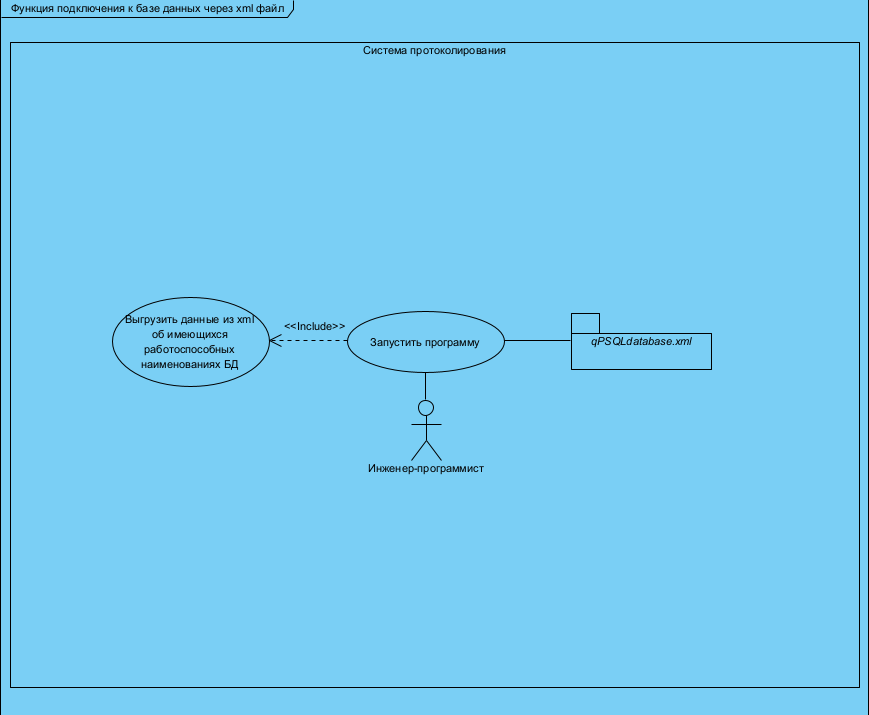 Функция подключения к базе данных через xml файл
Система протоколирования
Выгрузить данные из xml
об имеющихся
работоспособных
наименованиях БД
<<Include>>
Запустить программу
qPSQLdatabase.xml
Инженер-программист